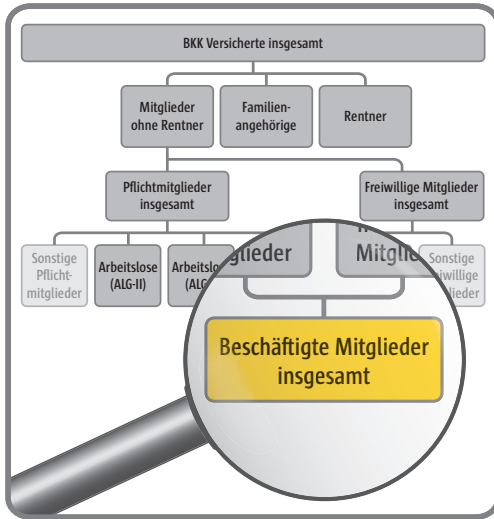 BKK Versicherte insgesamt
Mitglieder
ohne Rentner
Familien-
angehörige
Rentner
Pflichtmitglieder
insgesamt
Freiwillige Mitglieder
insgesamt
Sonstige
Pflicht-
mitglieder
Arbeitslose
(ALG-II)
Sonstige
Beschäftigte Mitglieder
insgesamt